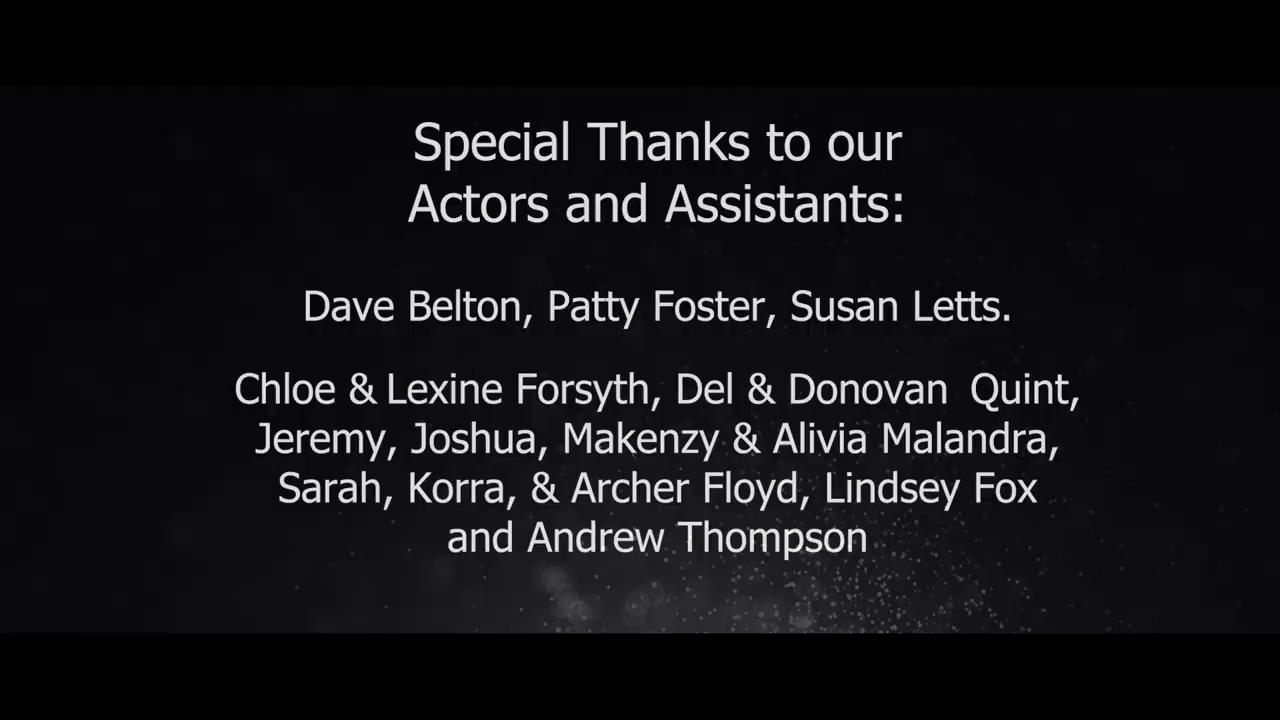 Special Thanks to our
Actors and Assistants:
Dave Belton, Patty Foster, Susan Letts.
Chloe & Lexine Forsyth, Del & Donovan Quint,
Jeremy, Joshua, Makenzy & Alivia Malandra,
Sarah, Korra, & Archer Floyd, Lindsey Fox
and Andrew Thompson